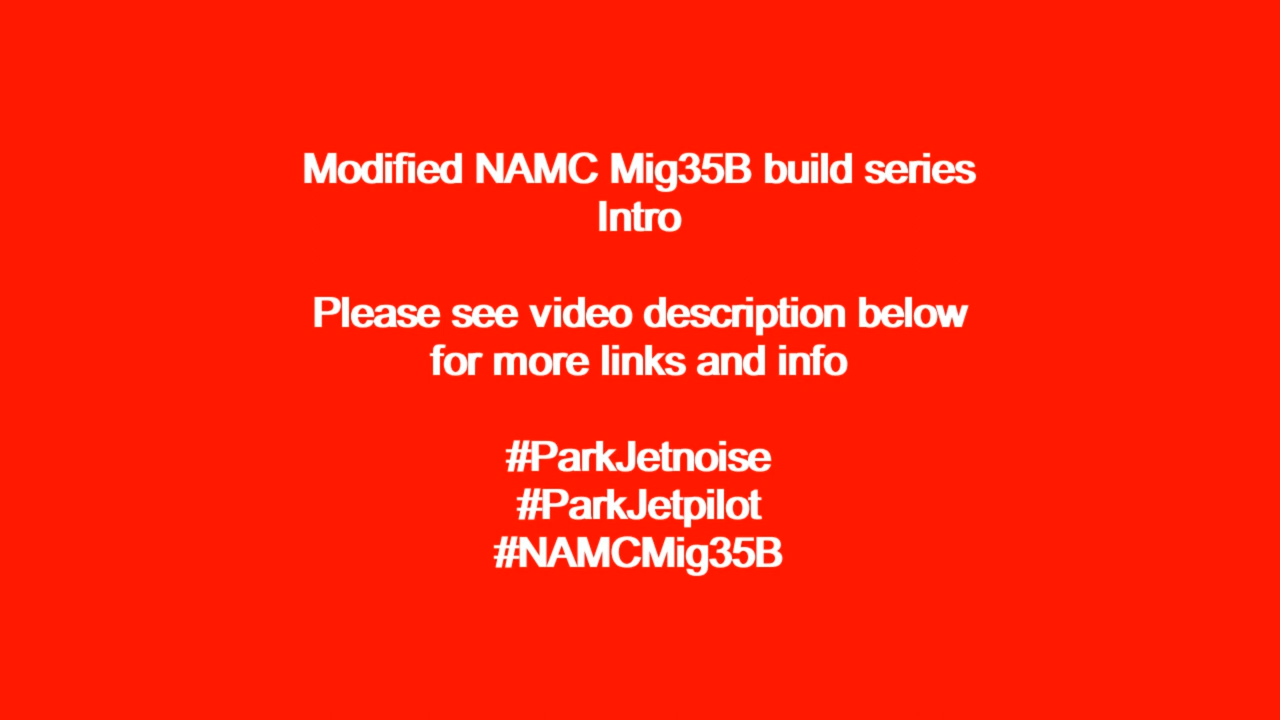 Modified NAMC Mig35B build series
Intro
Please see video description below
for more links and info
#ParkJetnoise
#ParkJetpilot
#NAMCMig35B